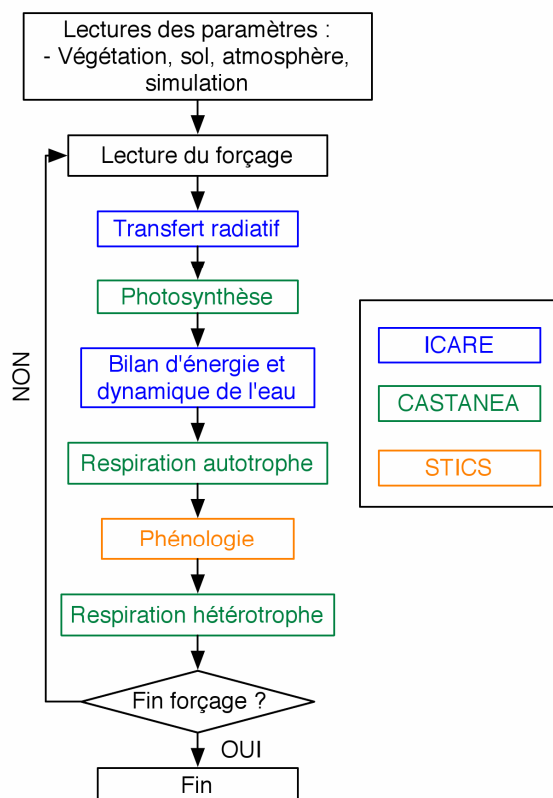 Lectures des paramètres :
- Végétation, sol, atmosphère,
simulation
Lecture du forçage
Transfert radiatif
Photosynthèse
Bilan d'énergie et
dynamique de l'eau
Respiration autotrophe
Phénologie
Respiration hétérotrophe
Fin forçage ?
OUI
Fin
NON
ICARE
CASTANEA
STICS